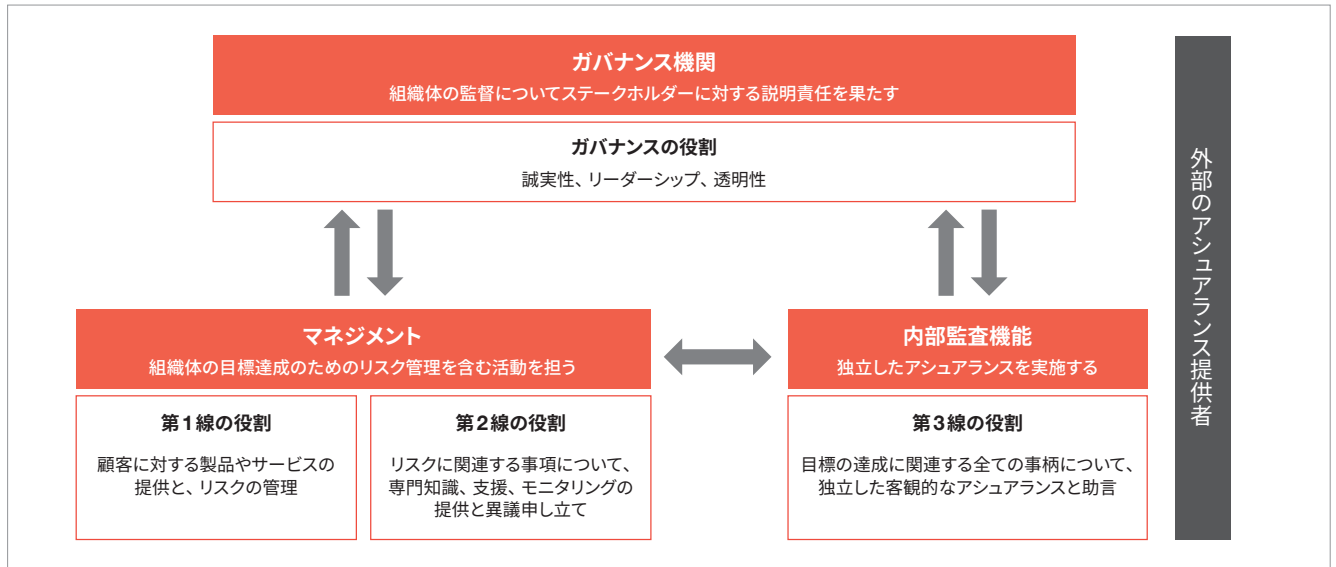 ガバナンス機関
組織体の監督についてステークホルダーに対する説明責任を果たす
ガバナンスの役割
誠実性、リーダーシップ、透明性
マネジメント
組織体の目標達成のためのリスク管理を含む活動を担う
第1線の役割
顧客に対する製品やサービスの
提供と、リスクの管理
第2線の役割
リスクに関連する事項について、
専門知識、支援、モニタリングの
提供と異議申し立て
内部監査機能
独立したアシュアランスを実施する
第3線の役割
目標の達成に関連する全ての事柄について、
独立した客観的なアシュアランスと助言
外部のアシュアランス提供者